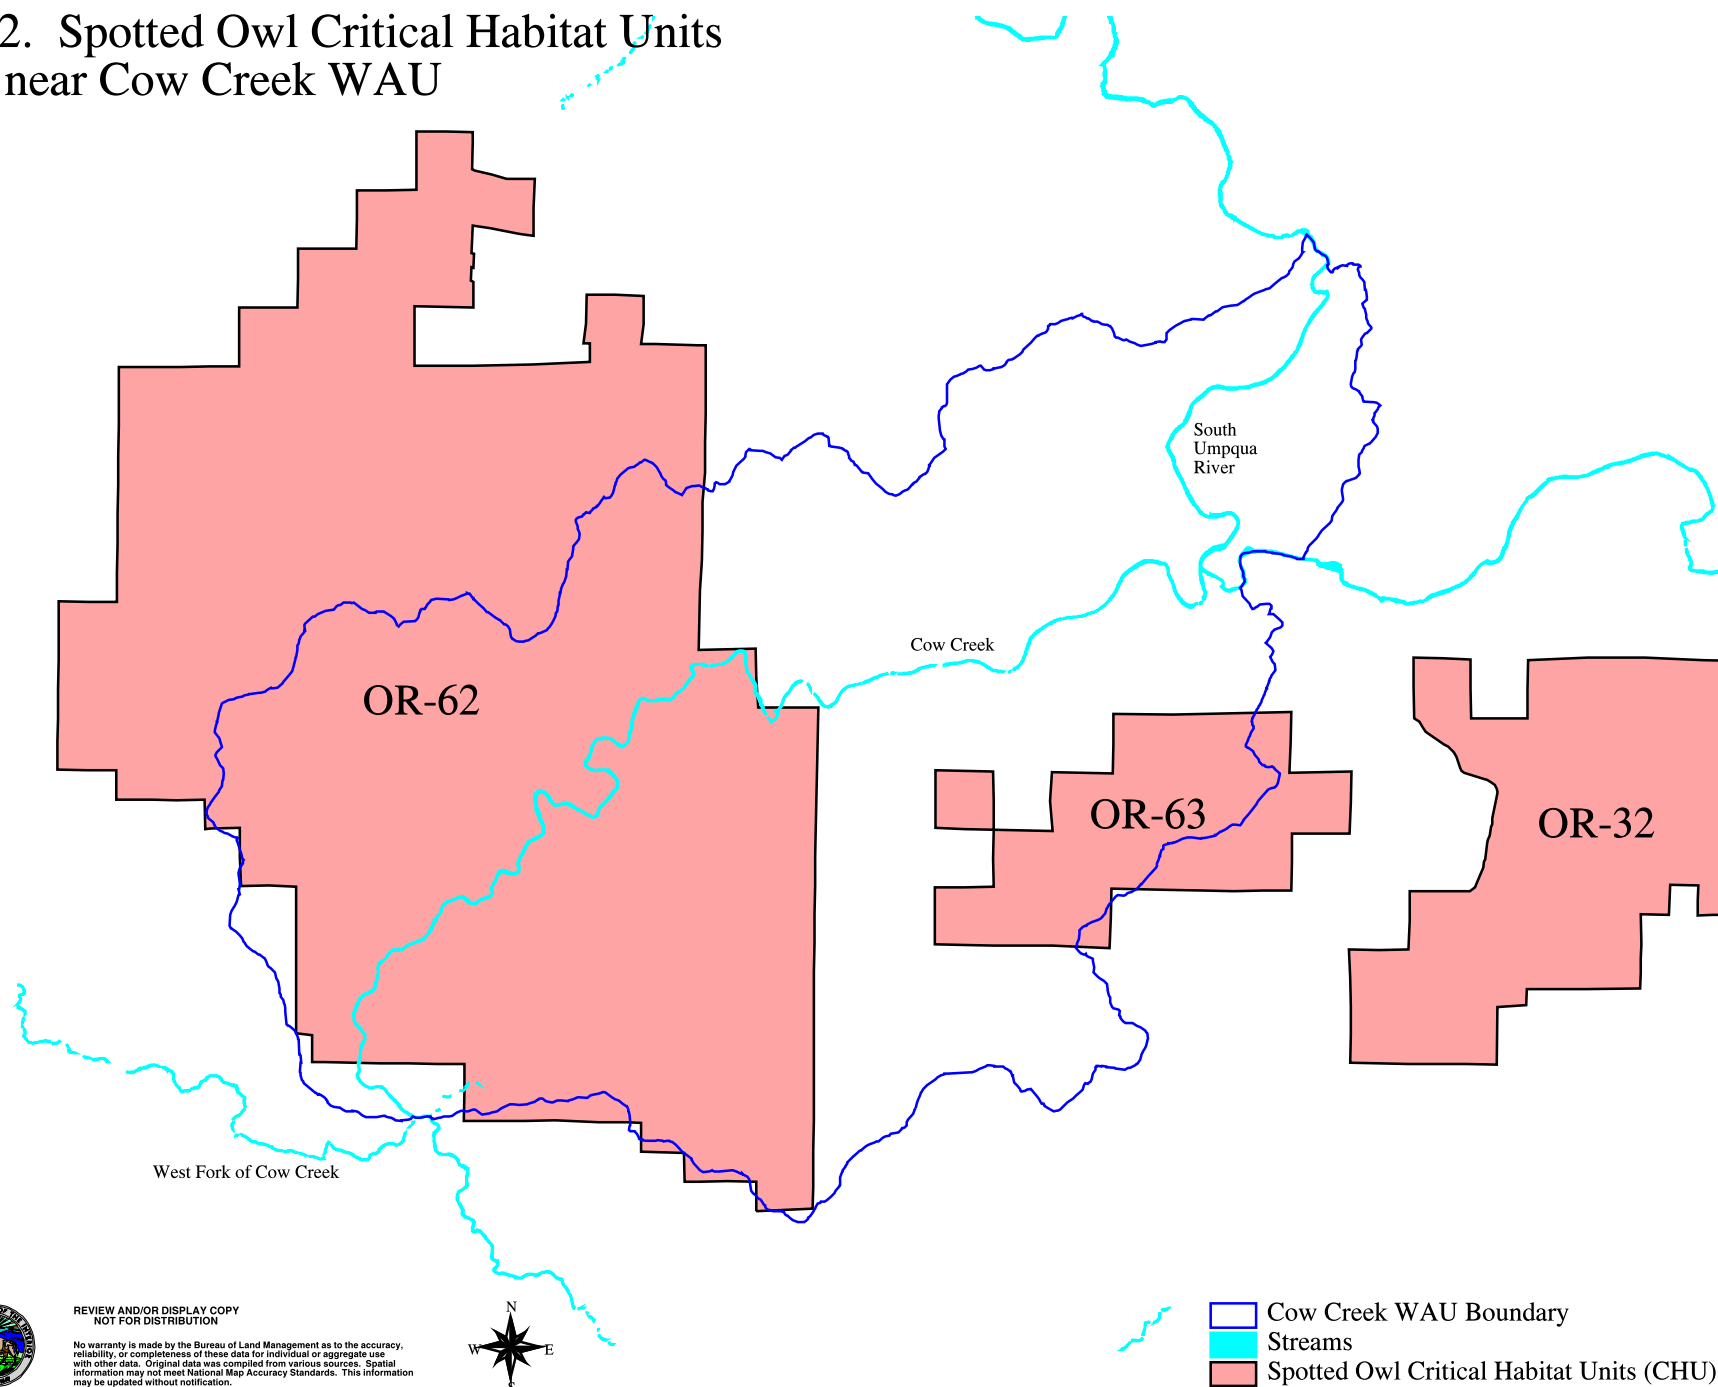 2. Spotted Owl Critical Habitat Units
near Cow Creek WAU
South
Umpqua
River
Cow Creek
OR-62
OR-63
OR-32
West Fork of Cow Creek
REVIEW AND/OR DISPLAY COPY
NOT FOR DISTRIBUTION
No warranty is made by the Bureau of Land Management as to the accuracy,
reliability, or completeness of these data for individual or aggregate use
with other data. Original data was compiled from various sources. Spatial
information may not meet National Map Accuracy Standards. This information
may be updated without notification.
N
W
E
S
Cow Creek WAU Boundary
Streams
Spotted Owl Critical Habitat Units (CHU)